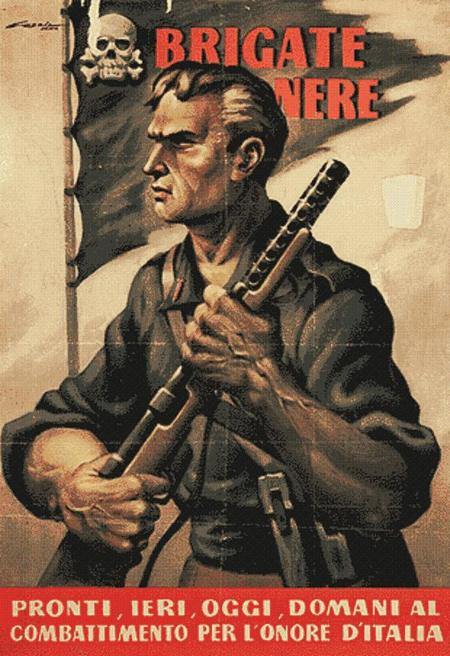 BRIGATE
NERE
PRONTI, IERI, OGGI, DOMANI AL
COMBATTIMENTO PER L'ONORE D'ITALIA